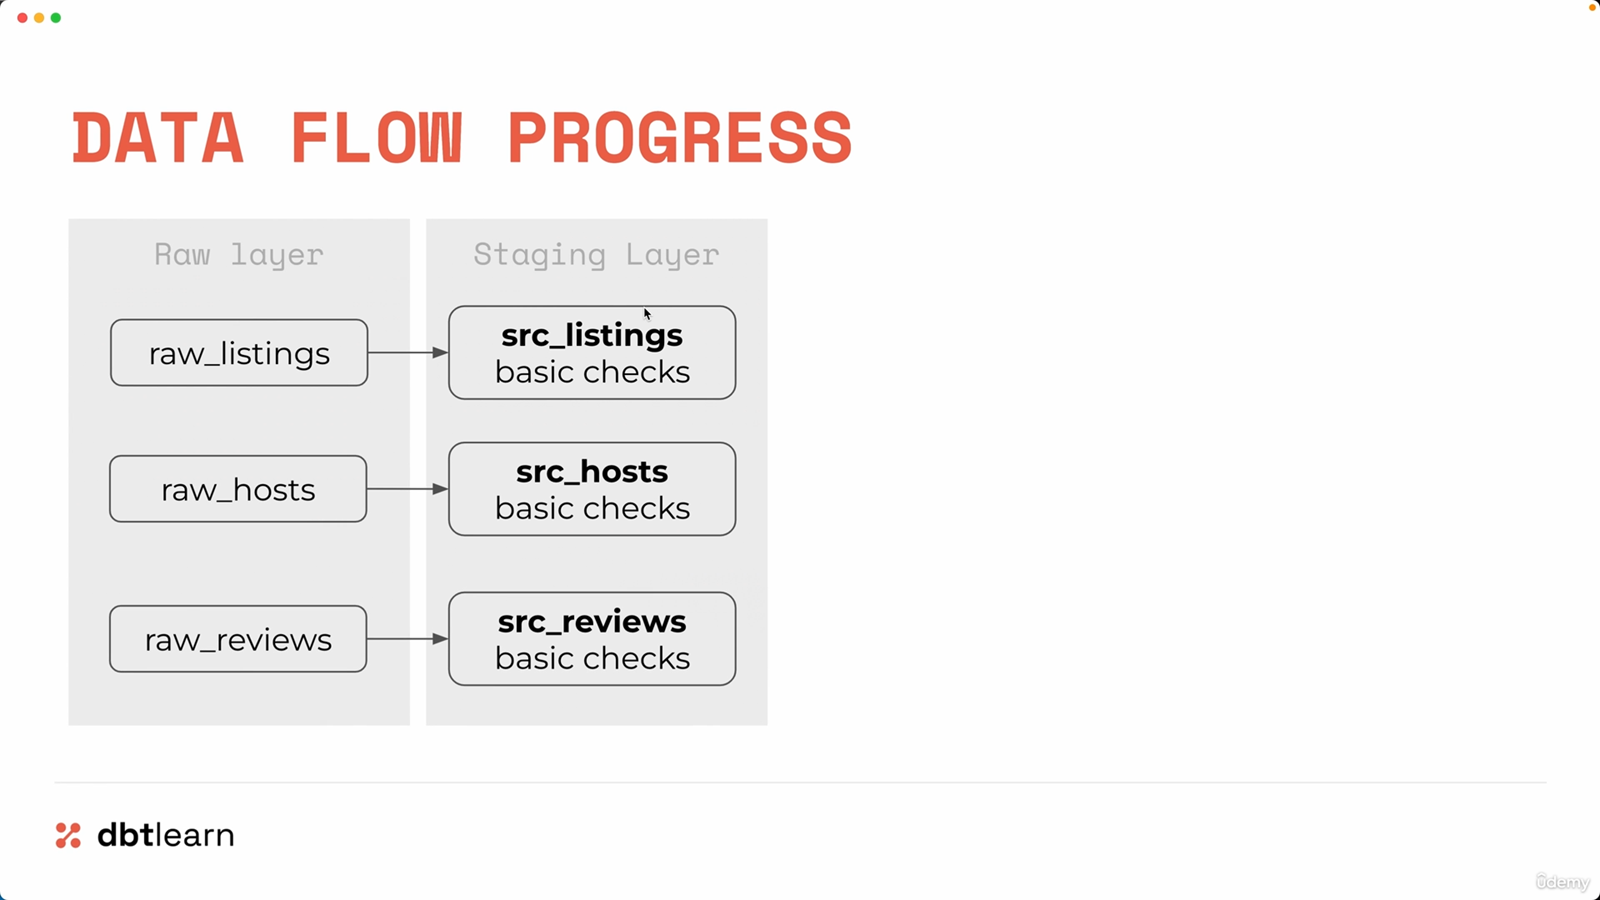 DATA FLOW PROGRESS
Raw layer
Staging Layer
raw_listings
src_listings
basic checks
raw_hosts
src_hosts
basic checks
raw_reviews
src_reviews
basic checks
dbtlearn
ûdemy